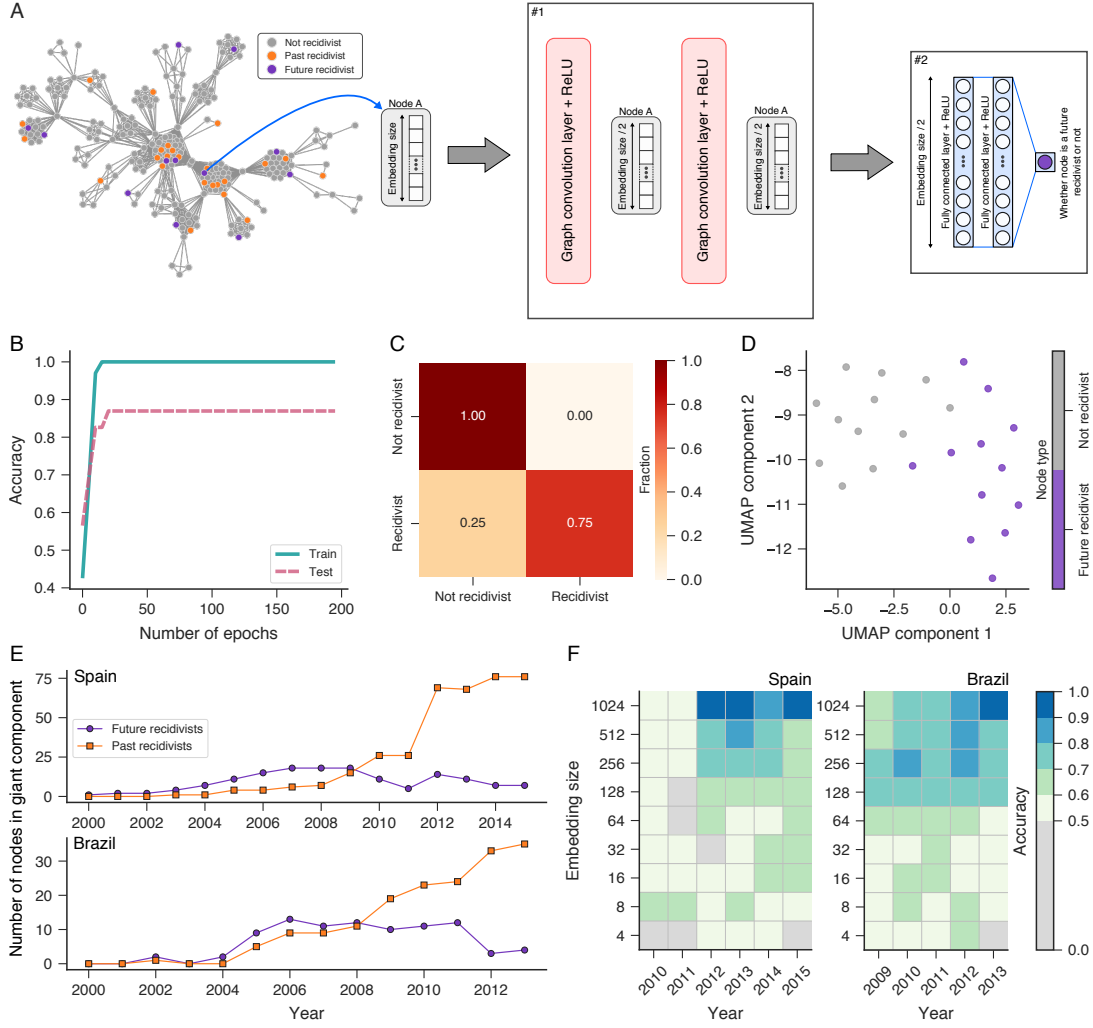 A
Not recidivist
Past recidivist
Future recidivist
Node A
Embedding size
#1
Graph convolution layer + ReLU
Node A
Embedding size / 2
Graph convolution layer + ReLU
Node A
Embedding size / 2
#2
Embedding size / 2
Fully connected layer + ReLU
Fully connected layer + ReLU
Whether node is a future
recidivist or not
B
Accuracy
1.0
0.9
0.8
0.7
0.6
0.5
0.4
Train
Test
0 50 100 150 200
Number of epochs
C
Not recidivist
Recidivist
1.00 0.00
0.25 0.75
Not recidivist Recidivist
Fraction
1.0
0.8
0.6
0.4
0.2
0.0
D
UMAP component 2
−8
−9
−10
−11
−12
−5.0 −2.5 0.0 2.5
UMAP component 1
Node type
Not recidivist
Future recidivist
E
Number of nodes in giant component
Spain
75
50
25
0
Future recidivists
Past recidivists
2000 2002 2004 2006 2008 2010 2012 2014
Brazil
30
20
10
0
2000 2002 2004 2006 2008 2010 2012
Year
F
Embedding size
Spain
1024
512
256
128
64
32
16
8
4
2010 2011 2012 2013 2014 2015
Year
Brazil
1024
512
256
128
64
32
16
8
4
2009 2010 2011 2012 2013
Year
Accuracy
1.0
0.9
0.8
0.7
0.6
0.5
0.0